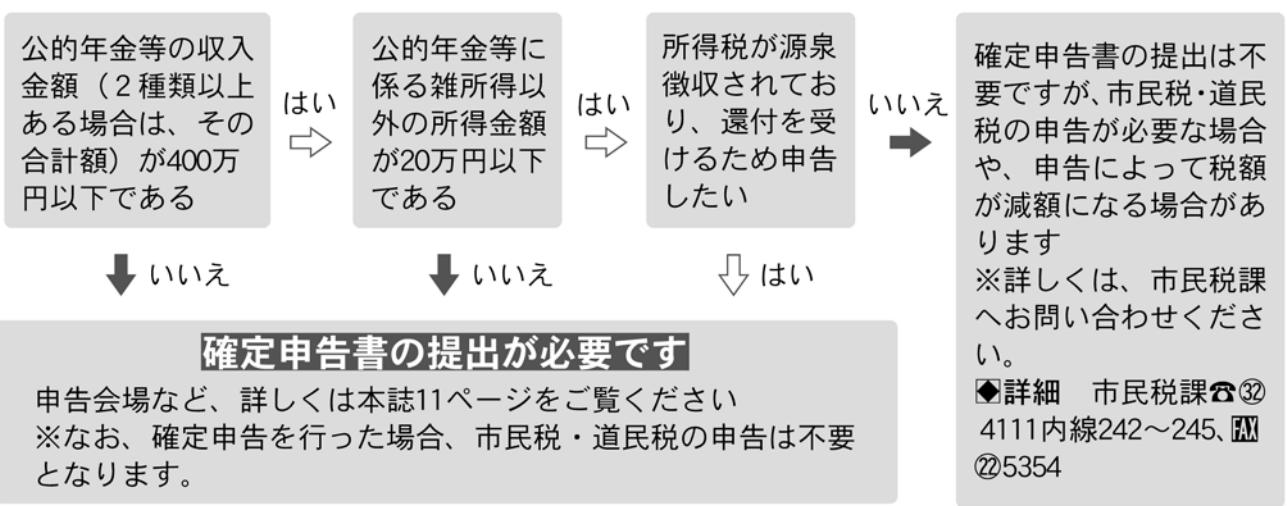 公的年金等の収入
金額（２種類以上
ある場合は、その
合計額）が400万
円以下である
はい
公的年金等に
係る雑所得以
外の所得金額
が20万円以下
である
はい
所得税が源泉
徴収されてお
り、還付を受
けるため申告
したい
いいえ
確定申告書の提出は不
要ですが、市民税・道民
税の申告が必要な場合
や、申告によって税額
が減額になる場合があ
ります
※詳しくは、市民税課
へお問い合わせくださ
い。
◆詳細　市民税課☎㉜
4111内線242～245、FAX
㉒5354
いいえ
いいえ
はい
確定申告書の提出が必要です
申告会場など、詳しくは本誌11ページをご覧ください
※なお、確定申告を行った場合、市民税・道民税の申告は不要
となります。